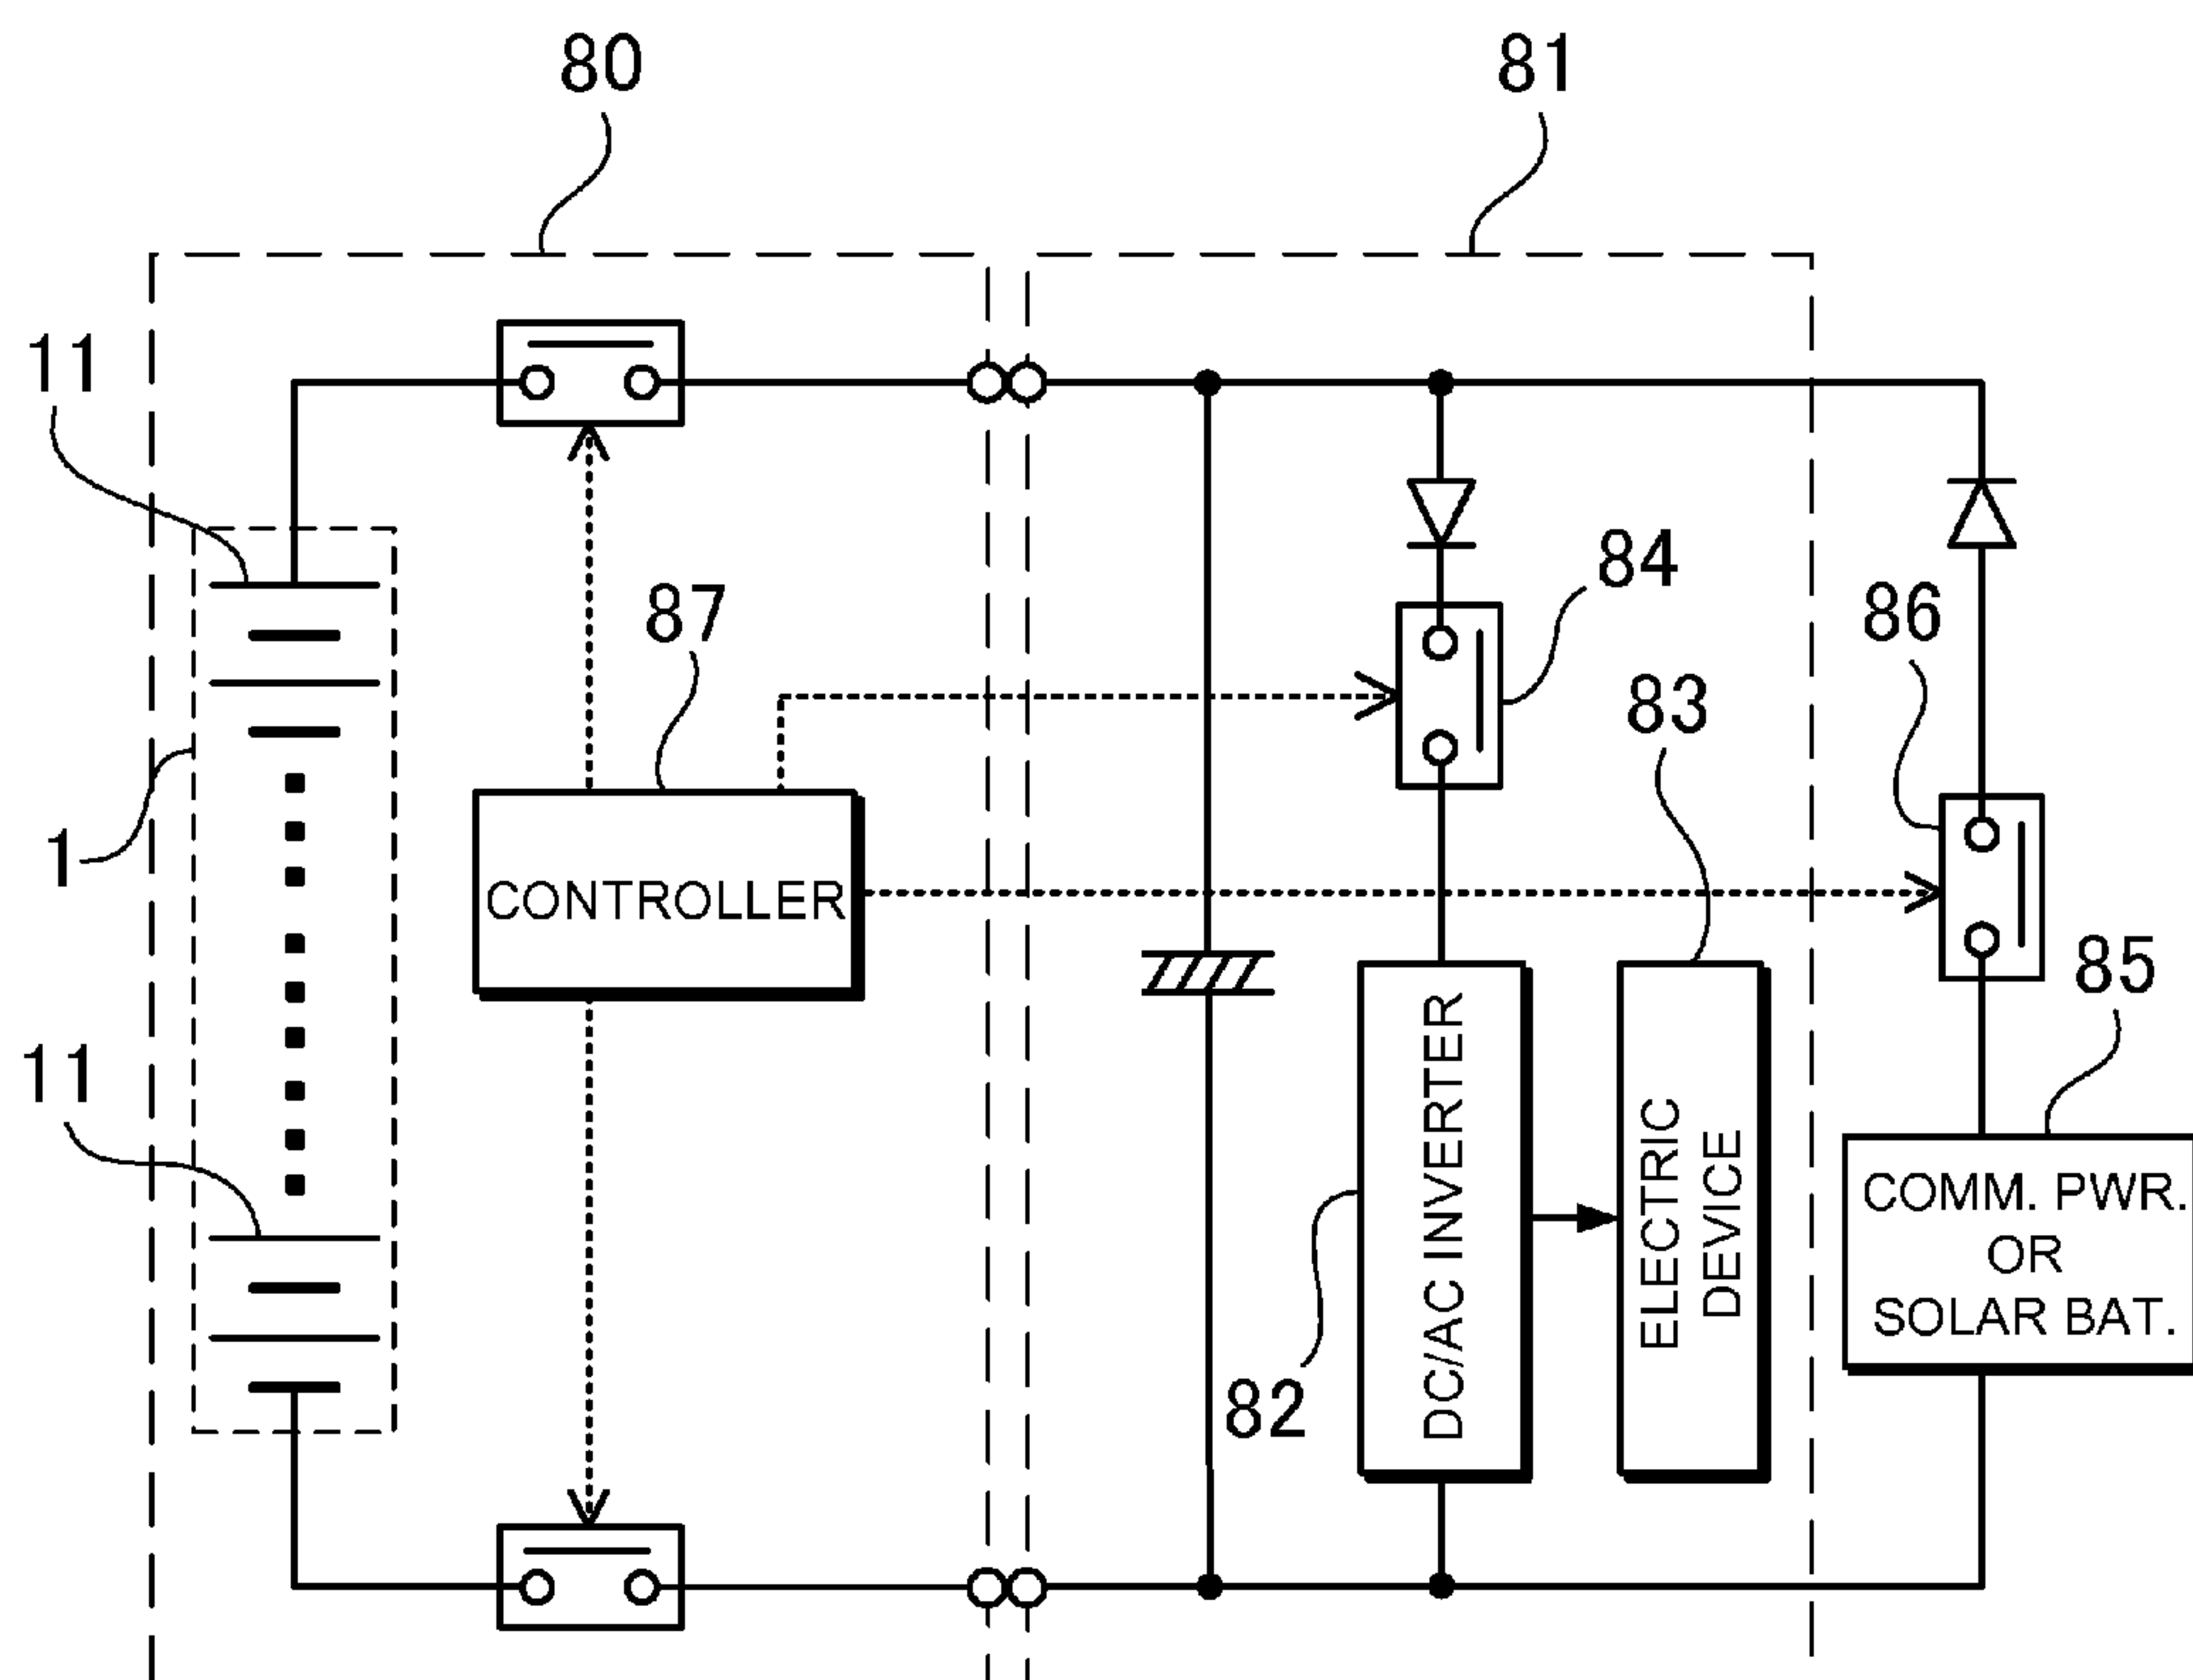 80
81
11
84
87
86
83
1
CONTROLLER
85
11
DC/AC INVERTER
ELECTRIC
DEVICE
COMM. PWR.
OR
SOLAR BAT.
82